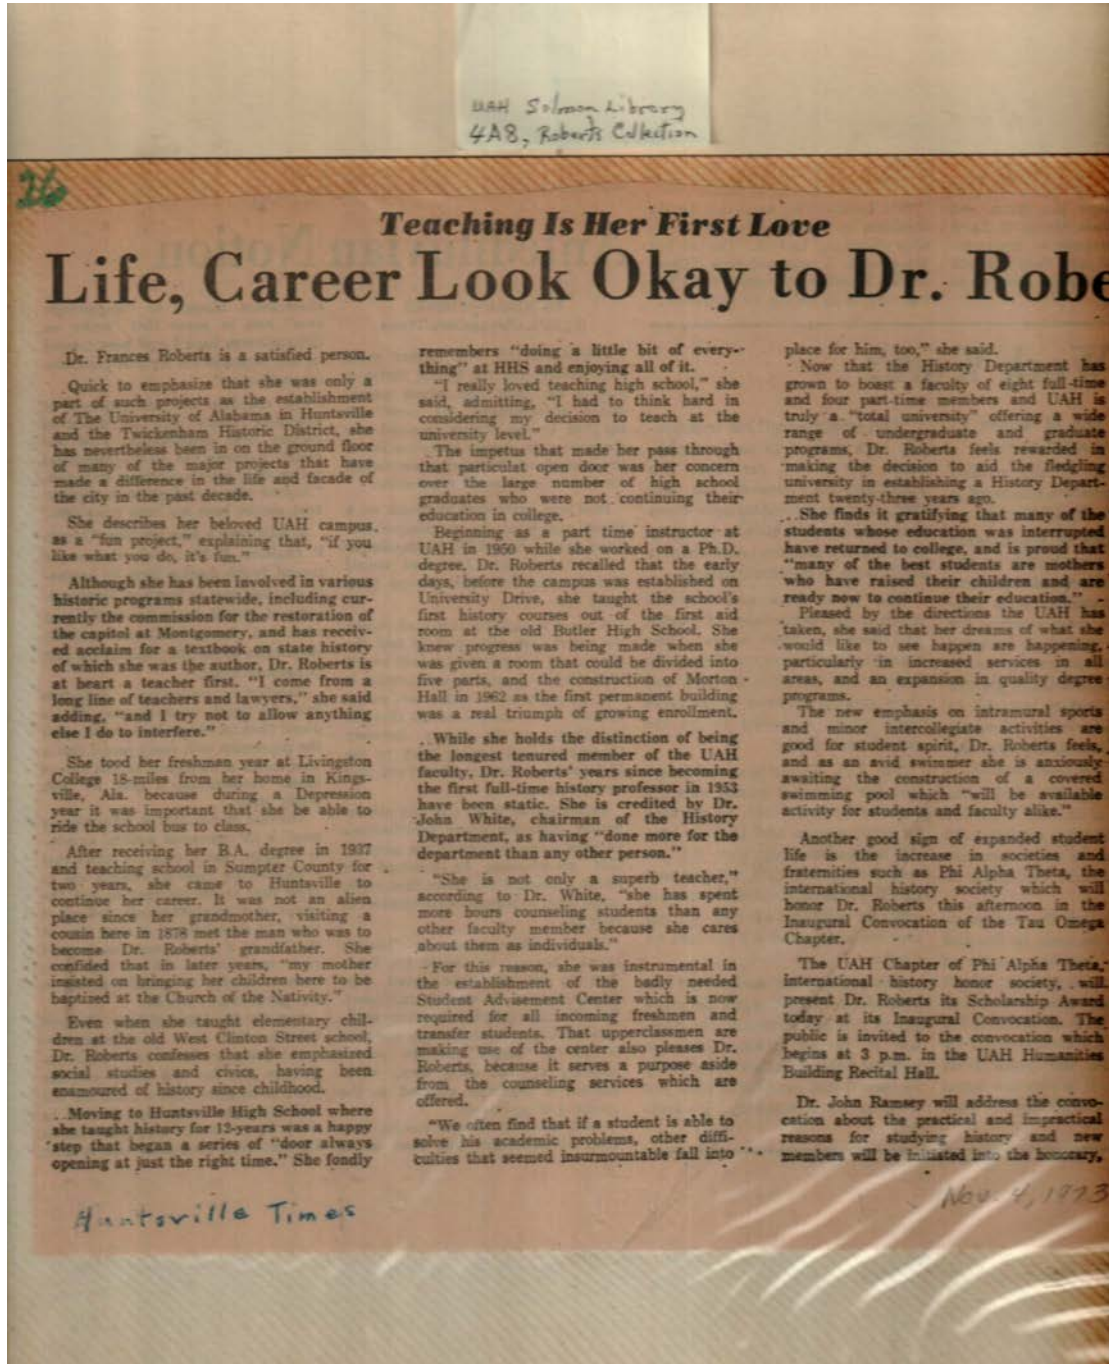 UAH Salmon Library
4A8, Roberts Collection
26
Teaching Is Her First Love
Life, Career Look Okay to Dr. Robe
Dr. Frances Roberts is a satisfied person.
Quick to emphasize that she was only a
part of such projects as the establishment
of The University of Alabama in Huntsville
and the Twickenham Historic District, she
has nevertheless been in on the ground floor
of many of the major projects that have
made a difference in the life and facade of
the city in the past decade.
She describes her beloved UAH campus
as a "fun project," explaining that, "if you
like what you do, it's fun."
Although she has been involved in various
historic programs statewide, including cur-
rently the commission for the restoration of
the capitol at Montgomery, and has receiv-
ed acclaim for a textbook on state history
of which she was the author, Dr. Roberts is
at heart a teacher first. "I come from a
long line of teachers and lawyers," she said
adding, "and I try not to allow anything
else I do to interfere."
She tood her freshman year at Livingston
College 18-miles from her home in Kings-
ville, Ala. because during a Depression
year it was important that she be able to
ride the school bus to class.
After receiving her B.A. degree in 1937
and teaching school in Sumpter County for
two years, she came to Huntsville to
continue her career. It was not an alien
place since her grandmother, visiting a
cousin here in 1878 met the man who was to
become Dr. Roberts' grandfather. She
confided that in later years, "my mother
insisted on bringing her children here to be
baptized at the Church of the Nativity."
Even when she taught elementary chil-
dren at the old West Clinton Street school,
Dr. Roberts confesses that she emphasized
social studies and civics, having been
enamoured of history since childhood.
..Moving to Huntsville High School where
she taught history for 13-years was a happy
step that began a series of "door always
opening at just the right time." She fondly
remembers "doing a little bit of every-
thing" at HHS and enjoying all of it.
"I really loved teaching high school," she
said, admitting, "I had to think hard in
considering my decision to teach at the
university level."
The impetus that made her pass through
that particulat open door was her concern
over the large number of high school
graduates who were not continuing their
education in college.
Beginning as a part time instructor at
UAH in 1950 while she worked on a Ph.D.
degree, Dr. Roberts recalled that the early
days, before the campus was established on
University Drive, she taught the school's
first history courses out of the first aid
room at the old Butler High School. She
knew progress was being made when she
was given a room that could be divided into
five parts, and the construction of Morton
Hall in 1962 as the first permanent building
was a real triumph of growing enrollment.
..While she holds the distinction of being
the longest tenured member of the UAH
faculty, Dr. Roberts' years since becoming
the first full-time history professor in 1953
have been static. She is credited by Dr.
John White, chairman of the History
Department, as having "done more for the
department than any other person."
"She is not only a superb teacher,"
according to Dr. White, "she has spent
more hours counseling students than any
other faculty member because she cares
about them as individuals."
For this reason, she was instrumental in
the establishment of the badly needed
Student Advisement Center which is now
required for all incoming freshmen and
transfer students. That upperclassmen are
making use of the center also pleases Dr.
Roberts, because it serves a purpose aside
from the counseling services which are
offered.
"We often find that if a student is able to
solve his academic problems, other diffi-
culties that seemed insurmountable fall into
place for him, too," she said.
Now that the History Department has
grown to boast a faculty of eight full-time
and four part-time members and UAH is
truly a "total university" offering a wide
range of undergraduate and graduate
programs, Dr. Roberts feels rewarded in
making the decision to aid the fledgling
university in establishing a History Depart-
ment twenty-three years ago.
...She finds it gratifying that many of the
students whose education was interrupted
have returned to college, and is proud that
"many of the best students are mothers
who have raised their children and are
ready now to continue their education."
Pleased by the directions the UAH has
taken, she said that her dreams of what she
would like to see happen are happening,
particularly in increased services in all
areas, and an expansion in quality degree
programs.
The new emphasis on intramural sports
and minor intercollegiate activities are
good for student spirit, Dr. Roberts feels,
and as an avid swimmer she is anxiously
awaiting the construction of a covered
swimming pool which "will be available
activity for students and faculty alike."
Another good sign of expanded student
life is the increase in societies and
fraternities such as Phi Alpha Theta, the
international history society which will
honor Dr. Roberts this afternoon in the
Inaugural Convocation of the Tau Omega
Chapter.
The UAH Chapter of Phi Alpha Theta,
international history honor society, will
present Dr. Roberts its Scholarship Award
today at its Inaugural Convocation. The
public is invited to the convocation which
begins at 3 p.m. in the UAH Humanities
Building Recital Hall.
Dr. John Ramsey will address the convo-
cation about the practical and impractical
reasons for studying history and new
members will be initiated into the honorary.
Huntsville Times
Nov. 4, 1973